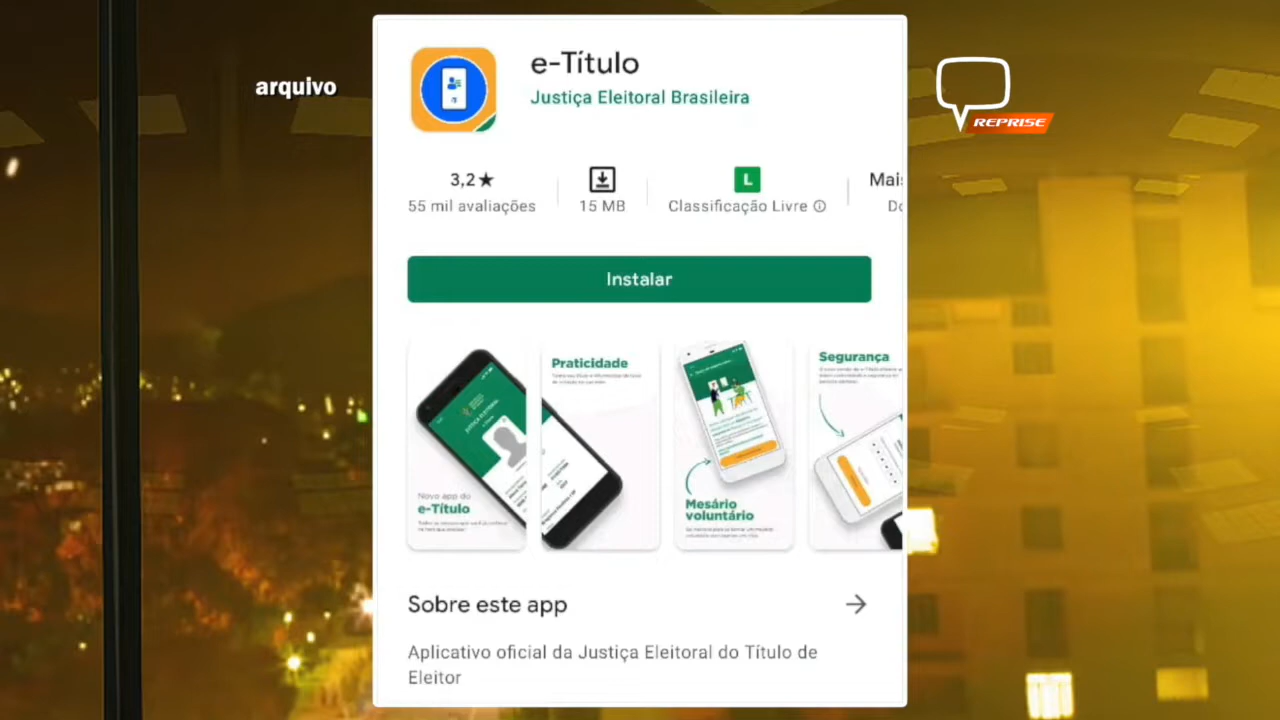 arquivo
REPRISE
e-Título
Justiça Eleitoral Brasileira
3,2★
55 mil avaliações
15 MB
L
Classificação Livre
Mais
Instalar
Novo app do
e-Título
Praticidade
Mesário
voluntário
Segurança
Sobre este app
Aplicativo oficial da Justiça Eleitoral do Título de
Eleitor